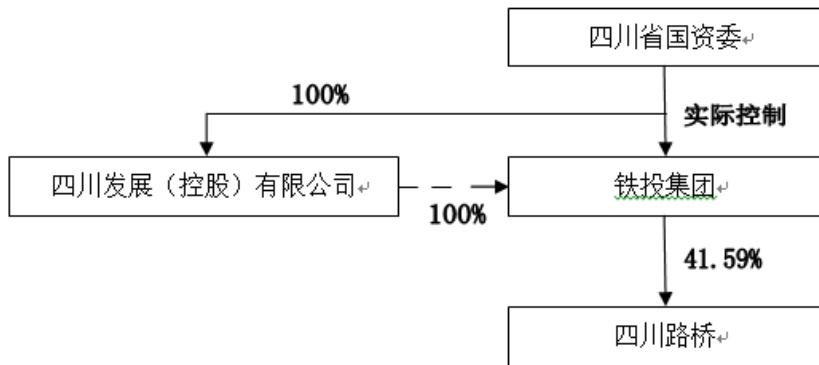 四川省国资委
100%
实际控制
四川发展（控股）有限公司
铁投集团
100%
41.59%
四川路桥